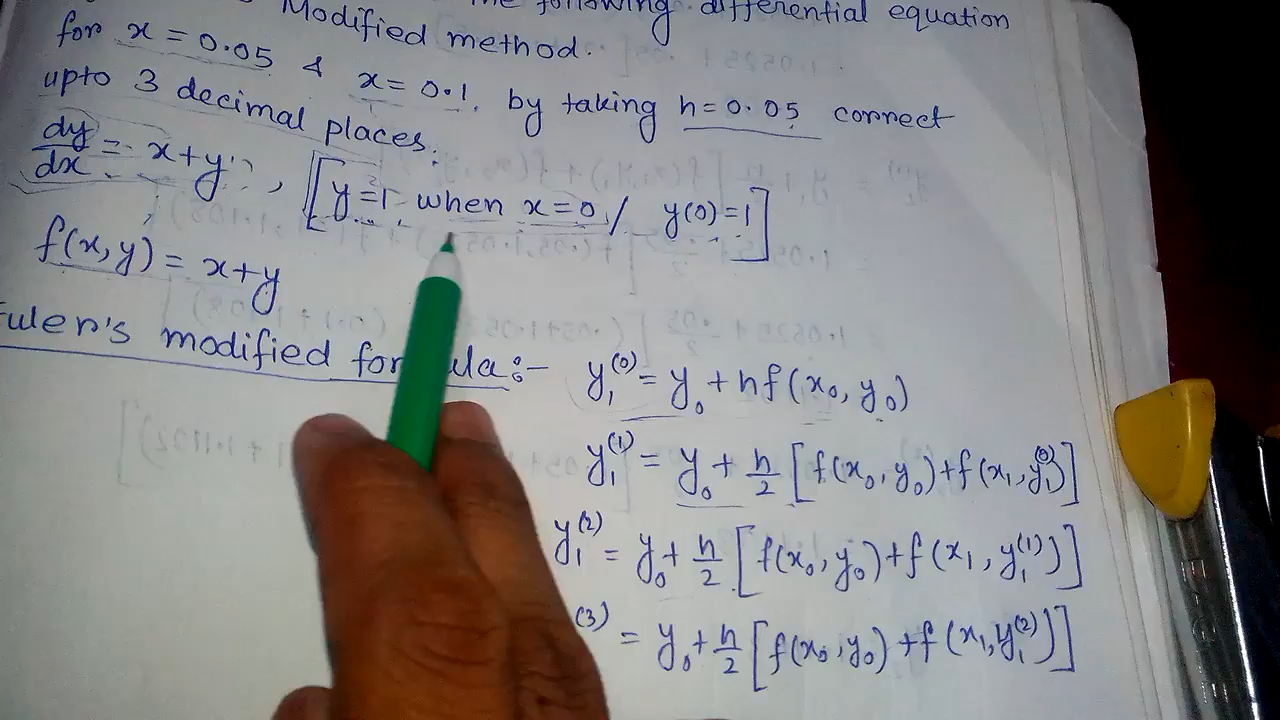 following differential equation
Modified method.
for x = 0.05 & x = 0.1, by taking h = 0.05 correct
upto 3 decimal places.
dy/dx = x+y, [y=1 when x=0 / y(0)=1]
f(x,y) = x+y
Euler's modified formula:- y₁⁽⁰⁾ = y₀ + hf(x₀, y₀)
y₁⁽¹⁾ = y₀ + h/2 [f(x₀, y₀) + f(x₁, y₁⁽⁰⁾)]
y₁⁽²⁾ = y₀ + h/2 [f(x₀, y₀) + f(x₁, y₁⁽¹⁾)]
⁽³⁾ = y₀ + h/2 [f(x₀, y₀) + f(x₁, y₁⁽²⁾)]